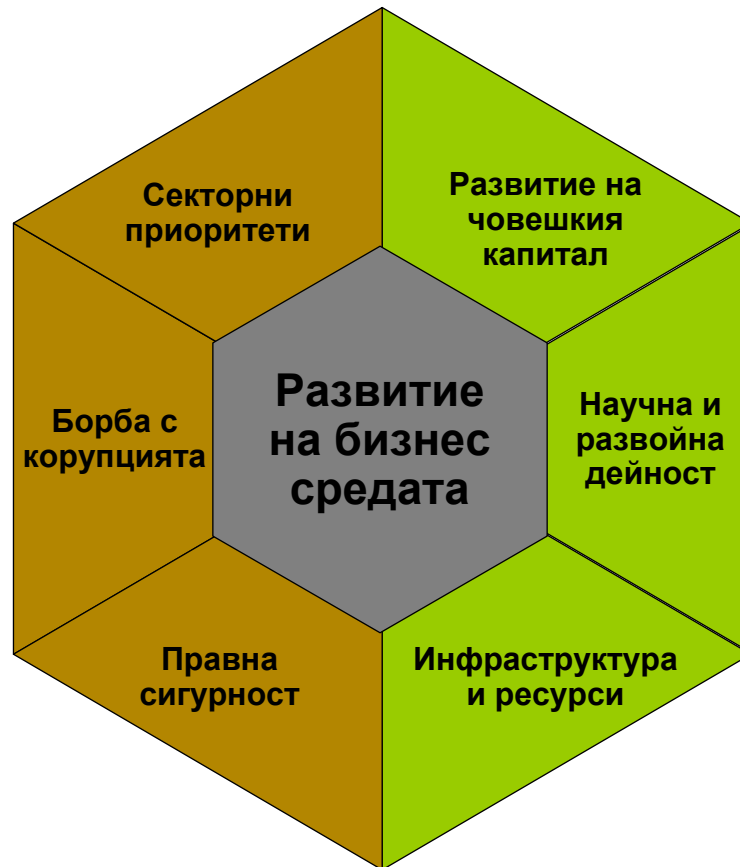 Секторни
приоритети
Развитие на
човешкия
капитал
Борба с
корупцията
Развитие
на бизнес
средата
Научна и
развойна
дейност
Правна
сигурност
Инфраструктура
и ресурси